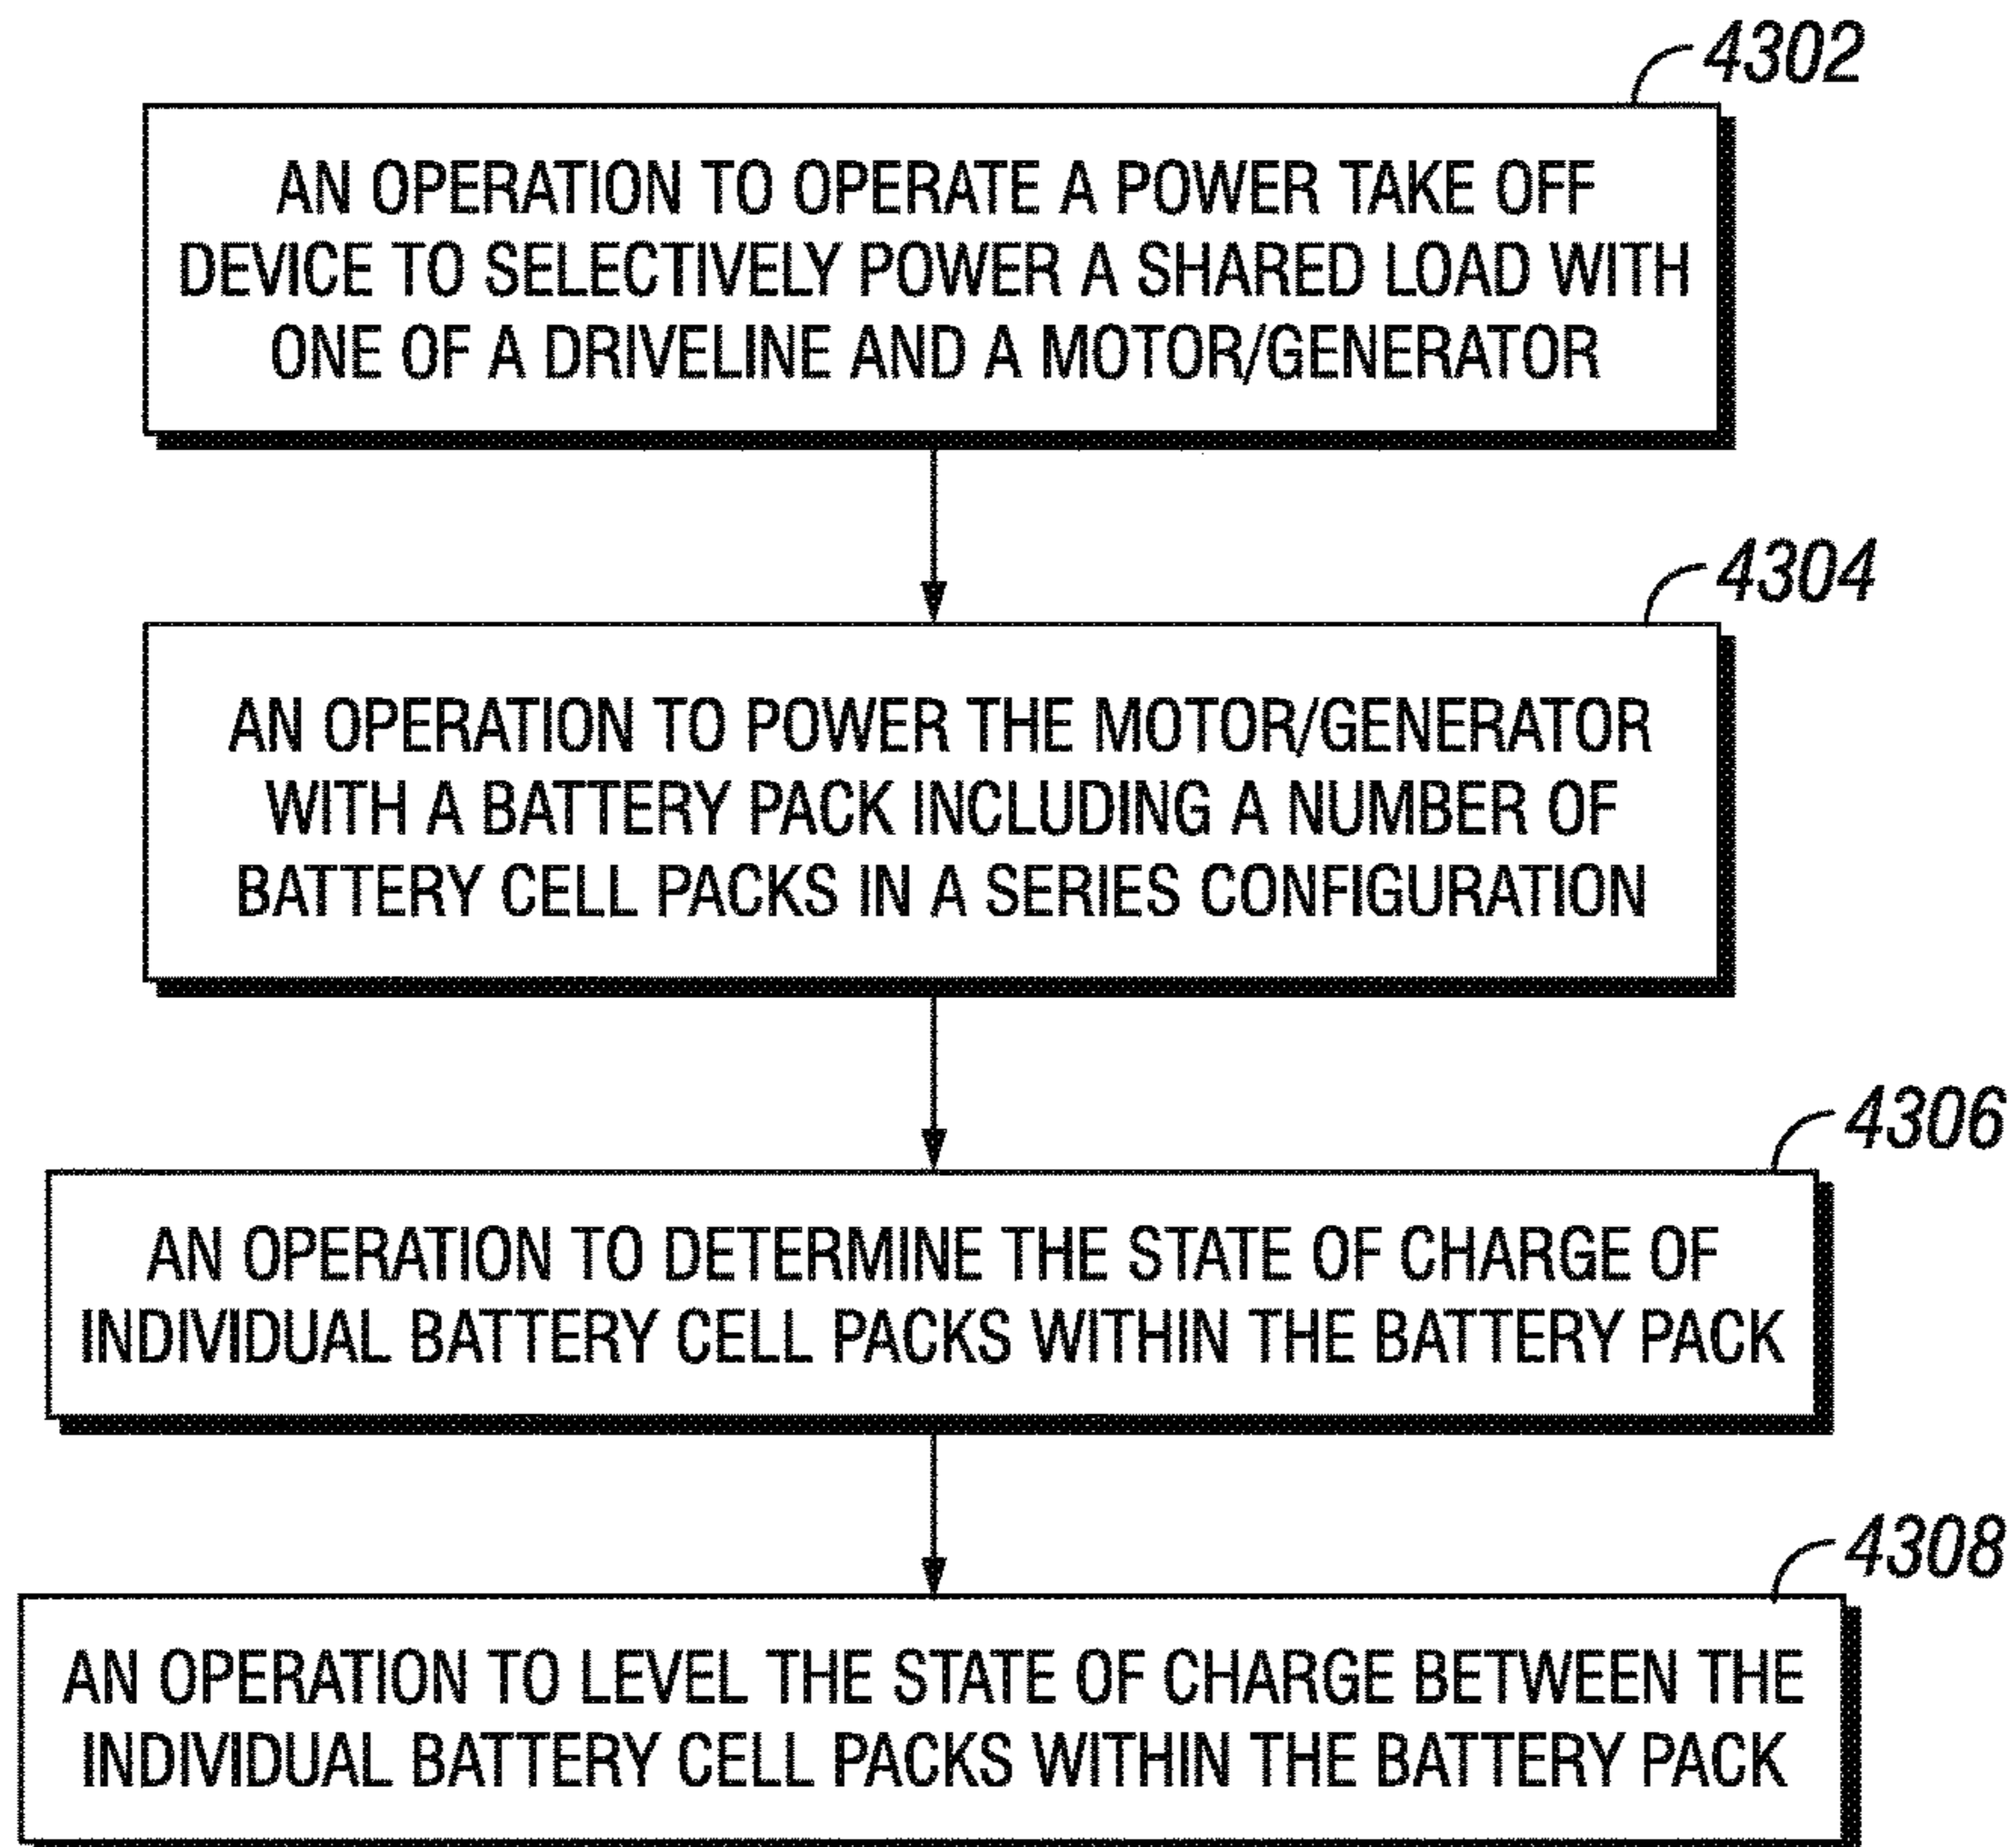 4302
AN OPERATION TO OPERATE A POWER TAKE OFF
DEVICE TO SELECTIVELY POWER A SHARED LOAD WITH
ONE OF A DRIVELINE AND A MOTOR/GENERATOR
4304
AN OPERATION TO POWER THE MOTOR/GENERATOR
WITH A BATTERY PACK INCLUDING A NUMBER OF
BATTERY CELL PACKS IN A SERIES CONFIGURATION
4306
AN OPERATION TO DETERMINE THE STATE OF CHARGE OF
INDIVIDUAL BATTERY CELL PACKS WITHIN THE BATTERY PACK
4308
AN OPERATION TO LEVEL THE STATE OF CHARGE BETWEEN THE
INDIVIDUAL BATTERY CELL PACKS WITHIN THE BATTERY PACK